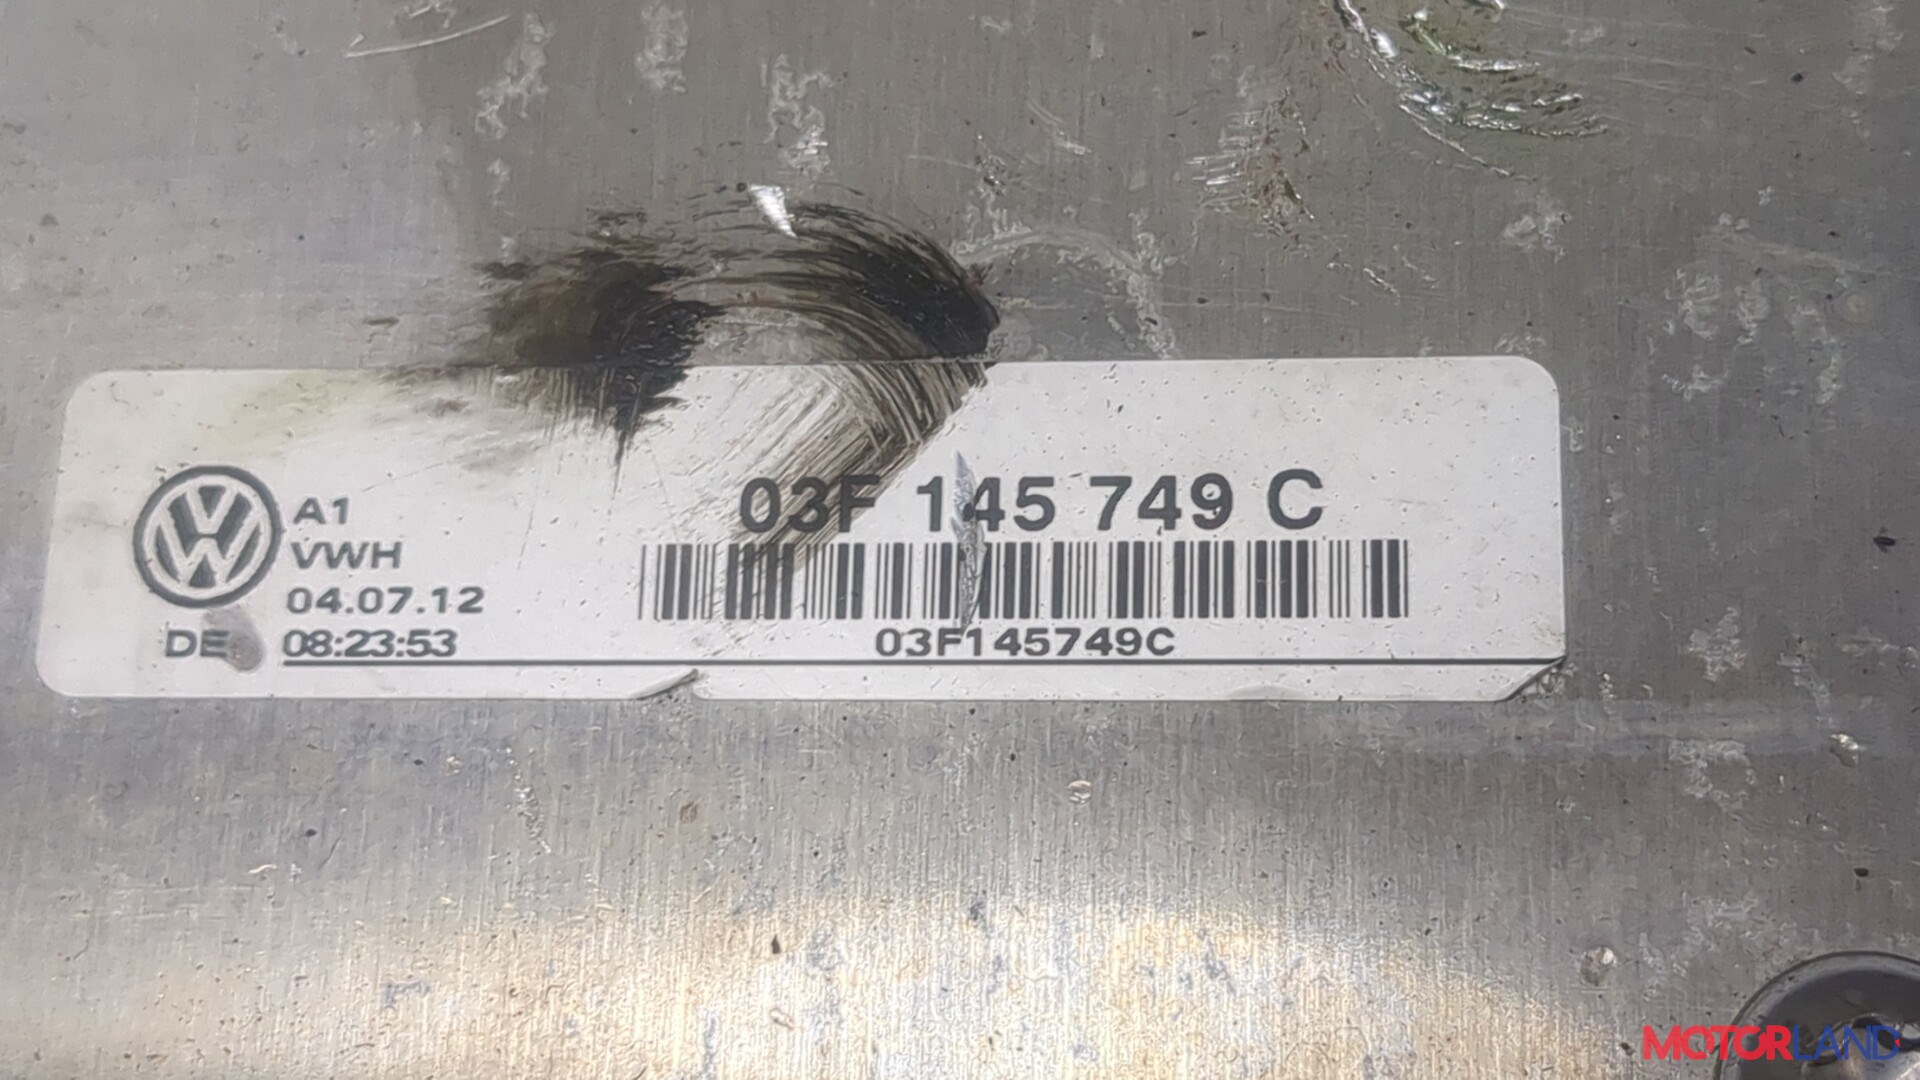 A1
VWH
04.07.12
DE 08:23:53
03F 145 749 C
03F145749C
MOTORLAND